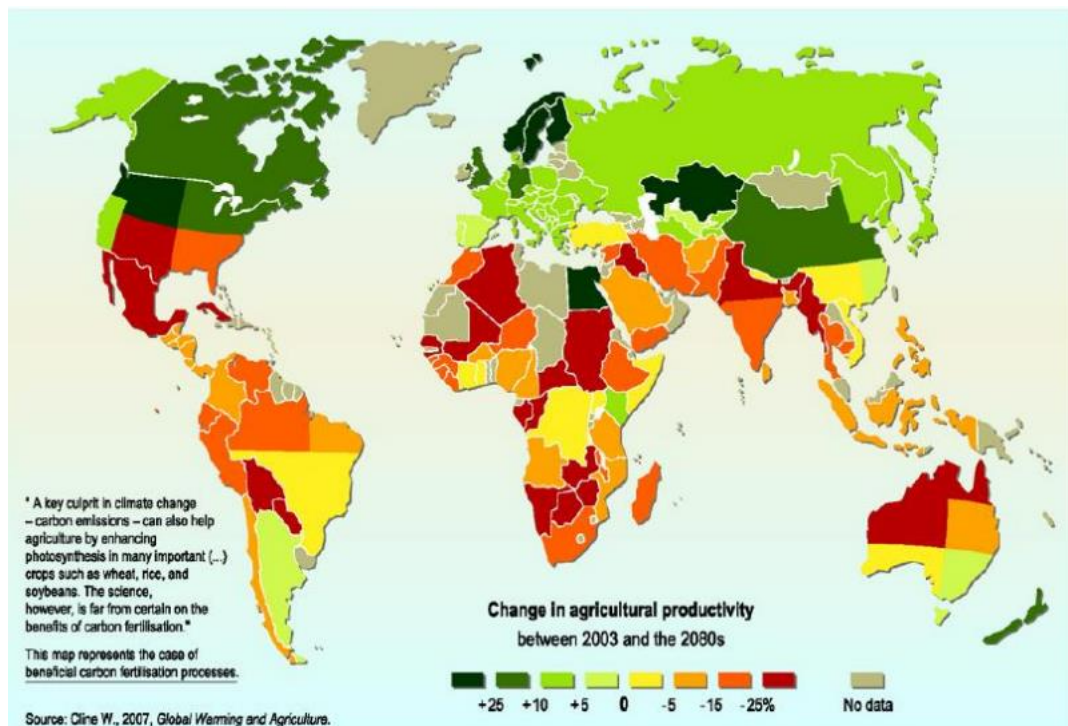 " A key culprit in climate change
– carbon emissions – can also help
agriculture by enhancing
photosynthesis in many important (...)
crops such as wheat, rice, and
soybeans. The science,
however, is far from certain on the
benefits of carbon fertilisation."
This map represents the case of
beneficial carbon fertilisation processes.
Source: Cline W., 2007, Global Warming and Agriculture.
Change in agricultural productivity
between 2003 and the 2080s
+25 +10 +5 0 -5 -15 -25% No data